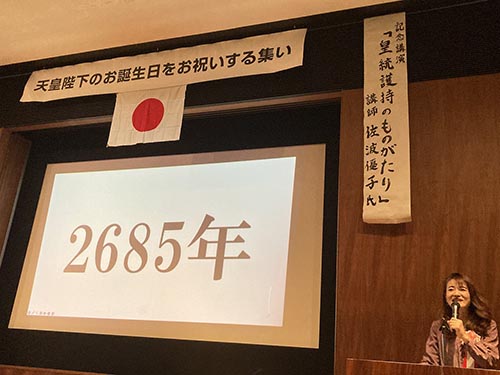 天皇陛下のお誕生日をお祝いする集い
記念講演
「皇統護持のものがたり」
講師 佐波優子氏
2685年